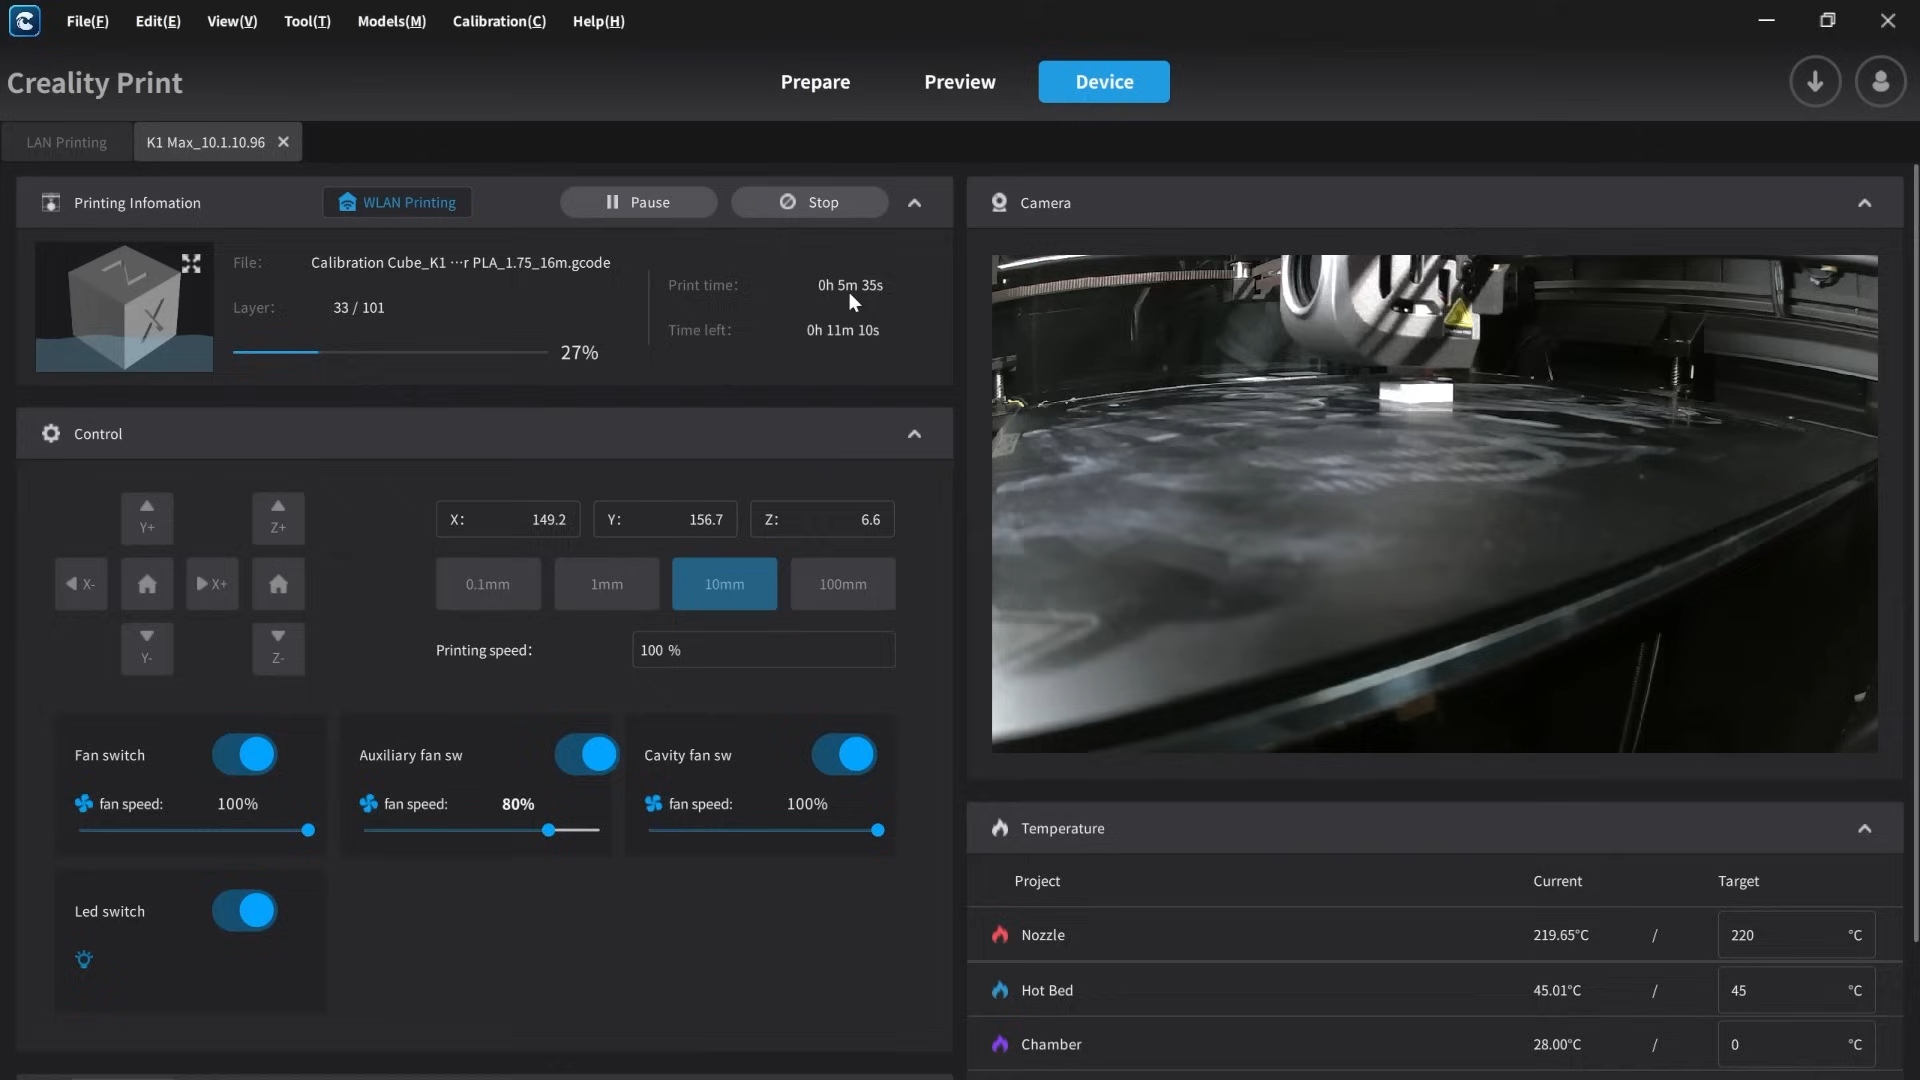 File(F) Edit(E) View(V) Tool(T) Models(M) Calibration(C) Help(H)
Creality Print
Prepare Preview Device
LAN Printing K1 Max_10.1.10.96
Printing Infomation WLAN Printing Pause Stop
File: Calibration Cube_K1 ···r PLA_1.75_16m.gcode
Layer: 33 / 101
27%
Print time: 0h 5m 35s
Time left: 0h 11m 10s
Z
X
Control
Y+ Z+
X- X+
Y- Z-
X: 149.2 Y: 156.7 Z: 6.6
0.1mm 1mm 10mm 100mm
Printing speed: 100 %
Fan switch
fan speed: 100%
Auxiliary fan sw
fan speed: 80%
Cavity fan sw
fan speed: 100%
Led switch
Camera
Temperature
Project Current Target
Nozzle 219.65°C / 220 °C
Hot Bed 45.01°C / 45 °C
Chamber 28.00°C / 0 °C